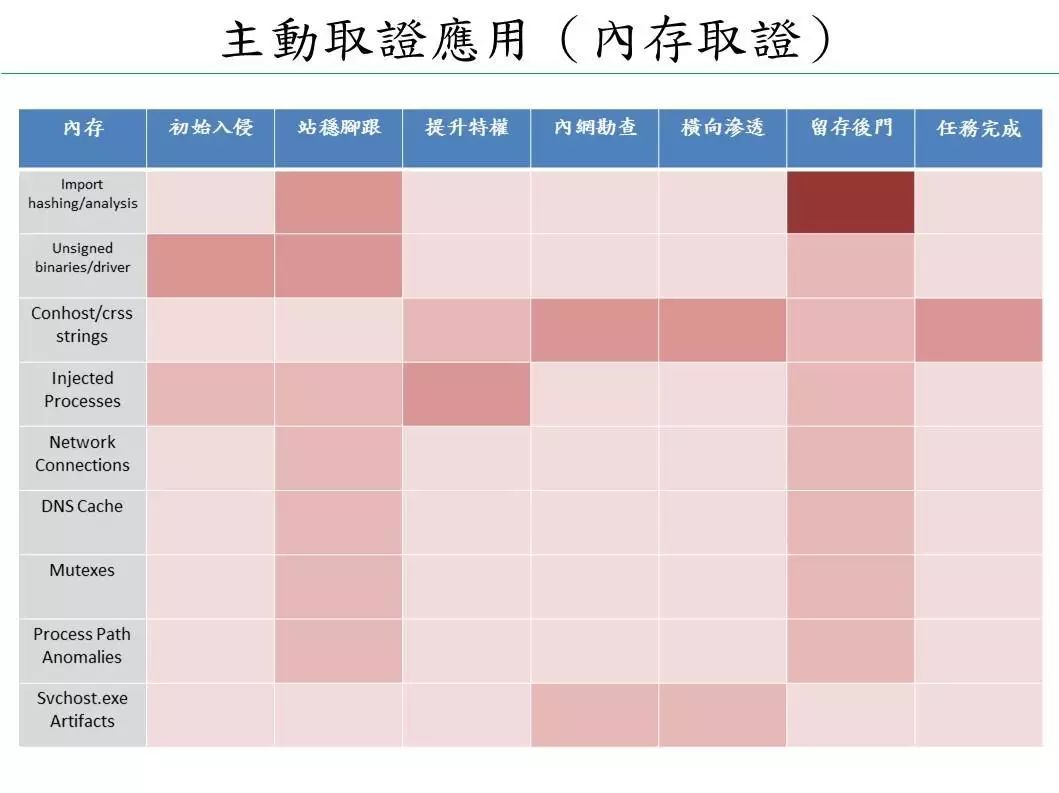 主動取證應用（內存取證）
內存 初始入侵 站穩腳跟 提升特權 內網勘查 橫向滲透 留存後門 任務完成
Import
hashing/analysis
Unsigned
binaries/driver
Conhost/crss
strings
Injected
Processes
Network
Connections
DNS Cache
Mutexes
Process Path
Anomalies
Svchost.exe
Artifacts